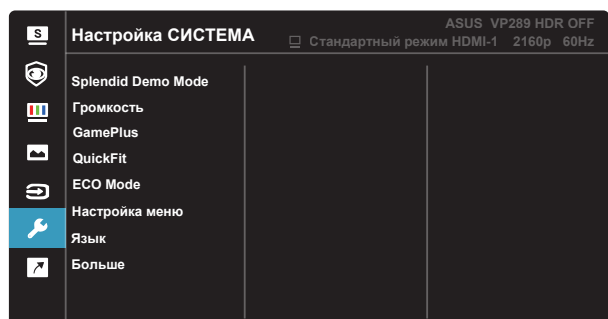 S
Настройка СИСТЕМА
ASUS VP289 HDR OFF
Стандартный режим HDMI-1 2160p 60Hz
Splendid Demo Mode
Громкость
GamePlus
QuickFit
ECO Mode
Настройка меню
Язык
Больше